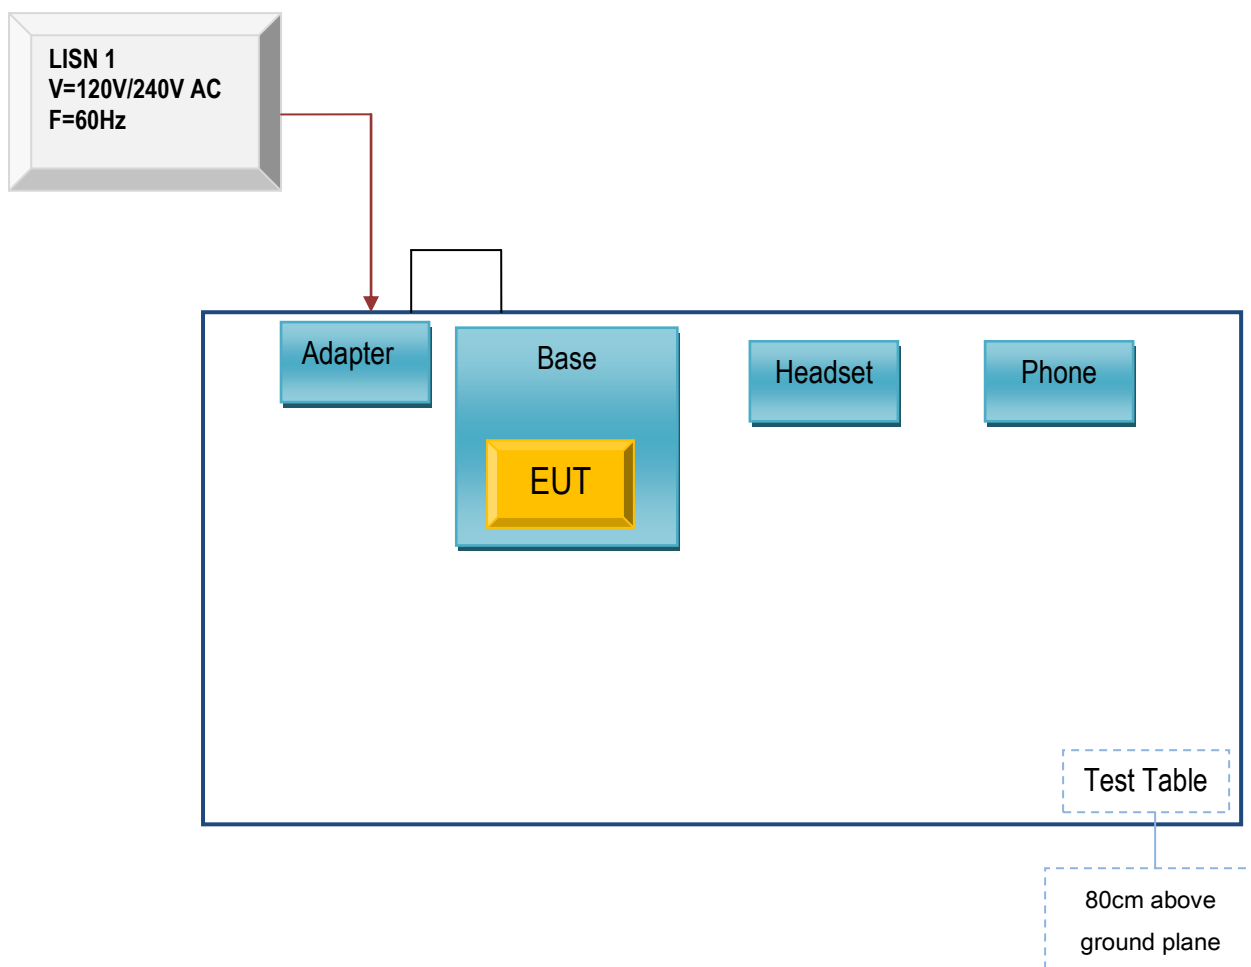 LISN 1
V=120V/240V AC
F=60Hz
Adapter
Base
Headset
Phone
EUT
Test Table
80cm above
ground plane